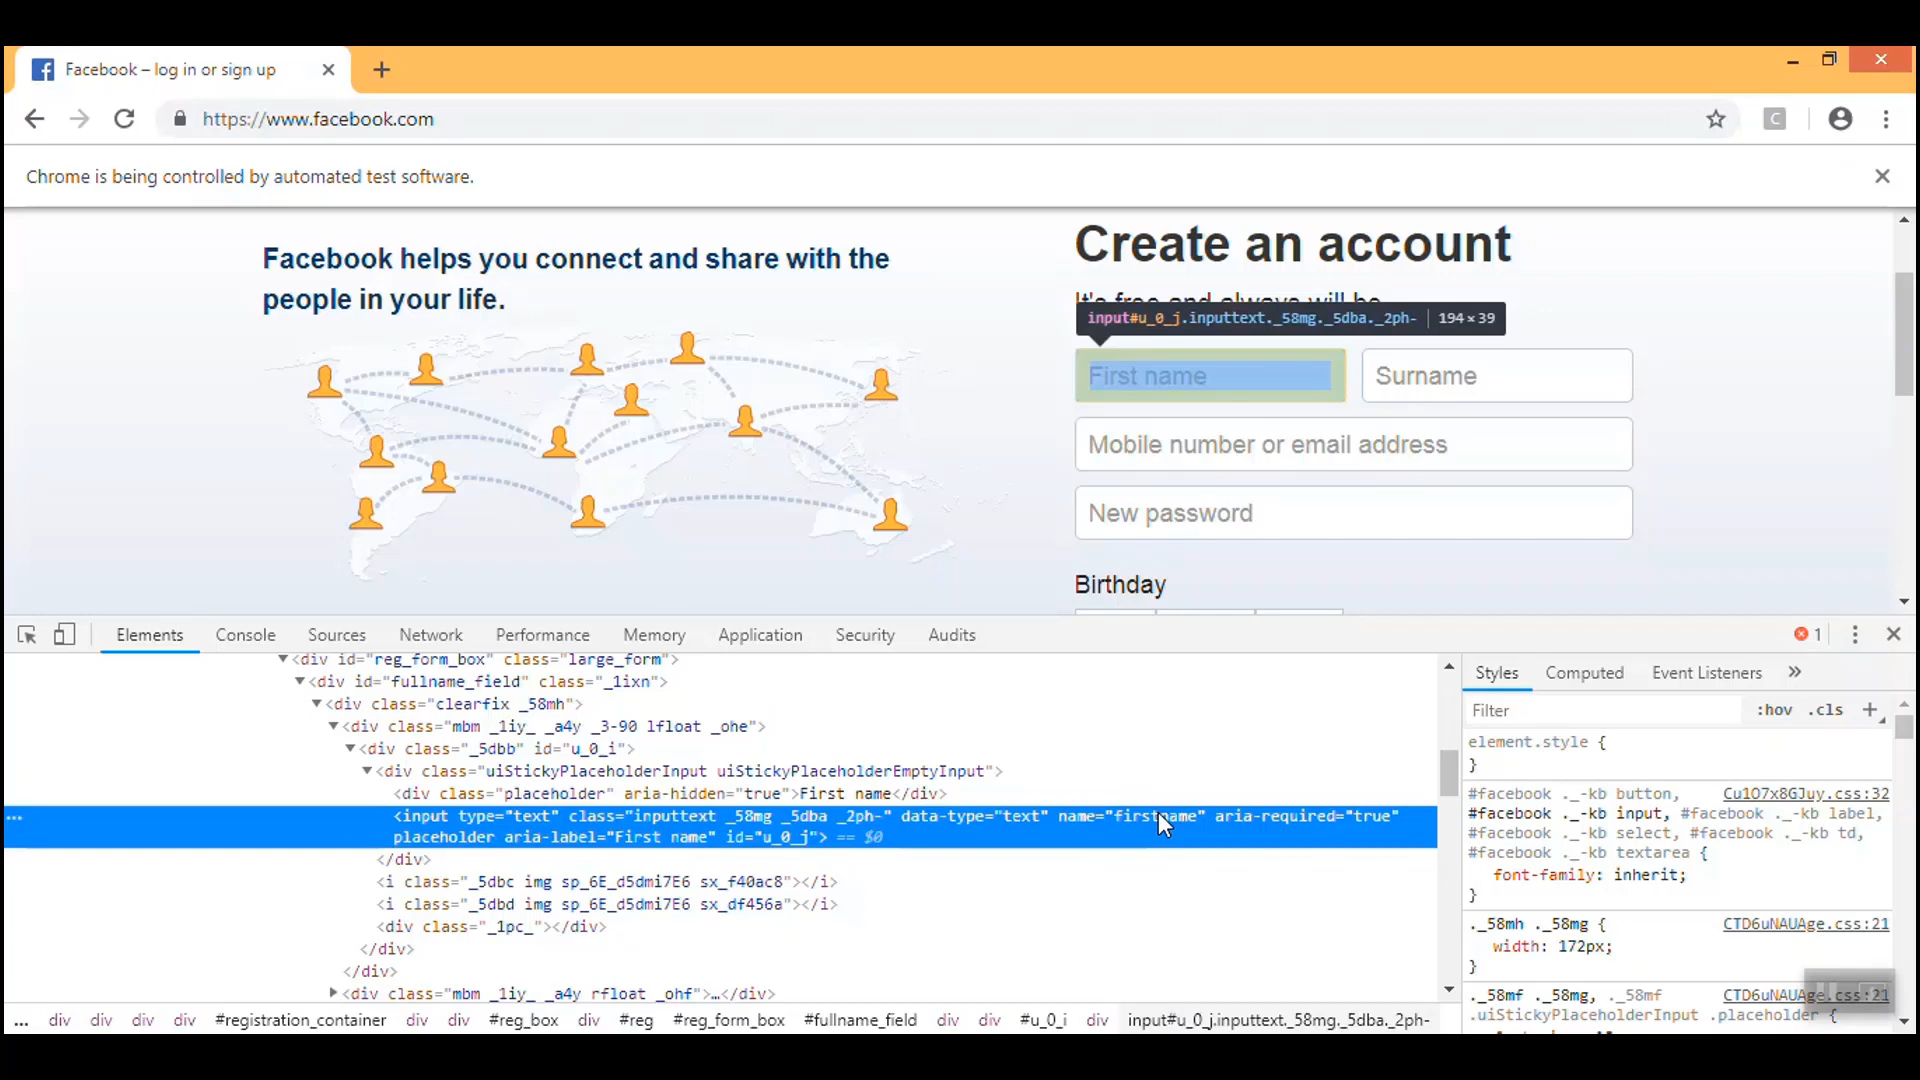 Facebook – log in or sign up
https://www.facebook.com
C
Chrome is being controlled by automated test software.
Facebook helps you connect and share with the
people in your life.
Create an account
It's free and always will be
input#u_0_j.inputtext._58mg._5dba._2ph- 194×39
First name
Surname
Mobile number or email address
New password
Birthday
Elements Console Sources Network Performance Memory Application Security Audits
1
<div id="reg_form_box" class="large_form">
<div id="fullname_field" class="_1ixn">
<div class="clearfix _58mh">
<div class="mbm _1iy_ _a4y _3-90 lfloat _ohe">
<div class="_5dbb" id="u_0_i">
<div class="uiStickyPlaceholderInput uiStickyPlaceholderEmptyInput">
<div class="placeholder" aria-hidden="true">First name</div>
… <input type="text" class="inputtext _58mg _5dba _2ph-" data-type="text" name="firstname" aria-required="true"
placeholder aria-label="First name" id="u_0_j"> == $0
</div>
<i class="_5dbc img sp_6E_d5dmi7E6 sx_f40ac8"></i>
<i class="_5dbd img sp_6E_d5dmi7E6 sx_df456a"></i>
<div class="_1pc_"></div>
</div>
</div>
<div class="mbm _1iy_ _a4y rfloat _ohf">…</div>
… div div div div #registration_container div div #reg_box div #reg #reg_form_box #fullname_field div div #u_0_i div input#u_0_j.inputtext._58mg._5dba._2ph-
Styles Computed Event Listeners »
Filter :hov .cls +
element.style {
}
#facebook ._-kb button, Cu1O7x8GJuy.css:32
#facebook ._-kb input, #facebook ._-kb label,
#facebook ._-kb select, #facebook ._-kb td,
#facebook ._-kb textarea {
font-family: inherit;
}
._58mh ._58mg { CTD6uNAUAge.css:21
width: 172px;
}
._58mf ._58mg, ._58mf CTD6uNAUAge.css:21
.uiStickyPlaceholderInput .placeholder {